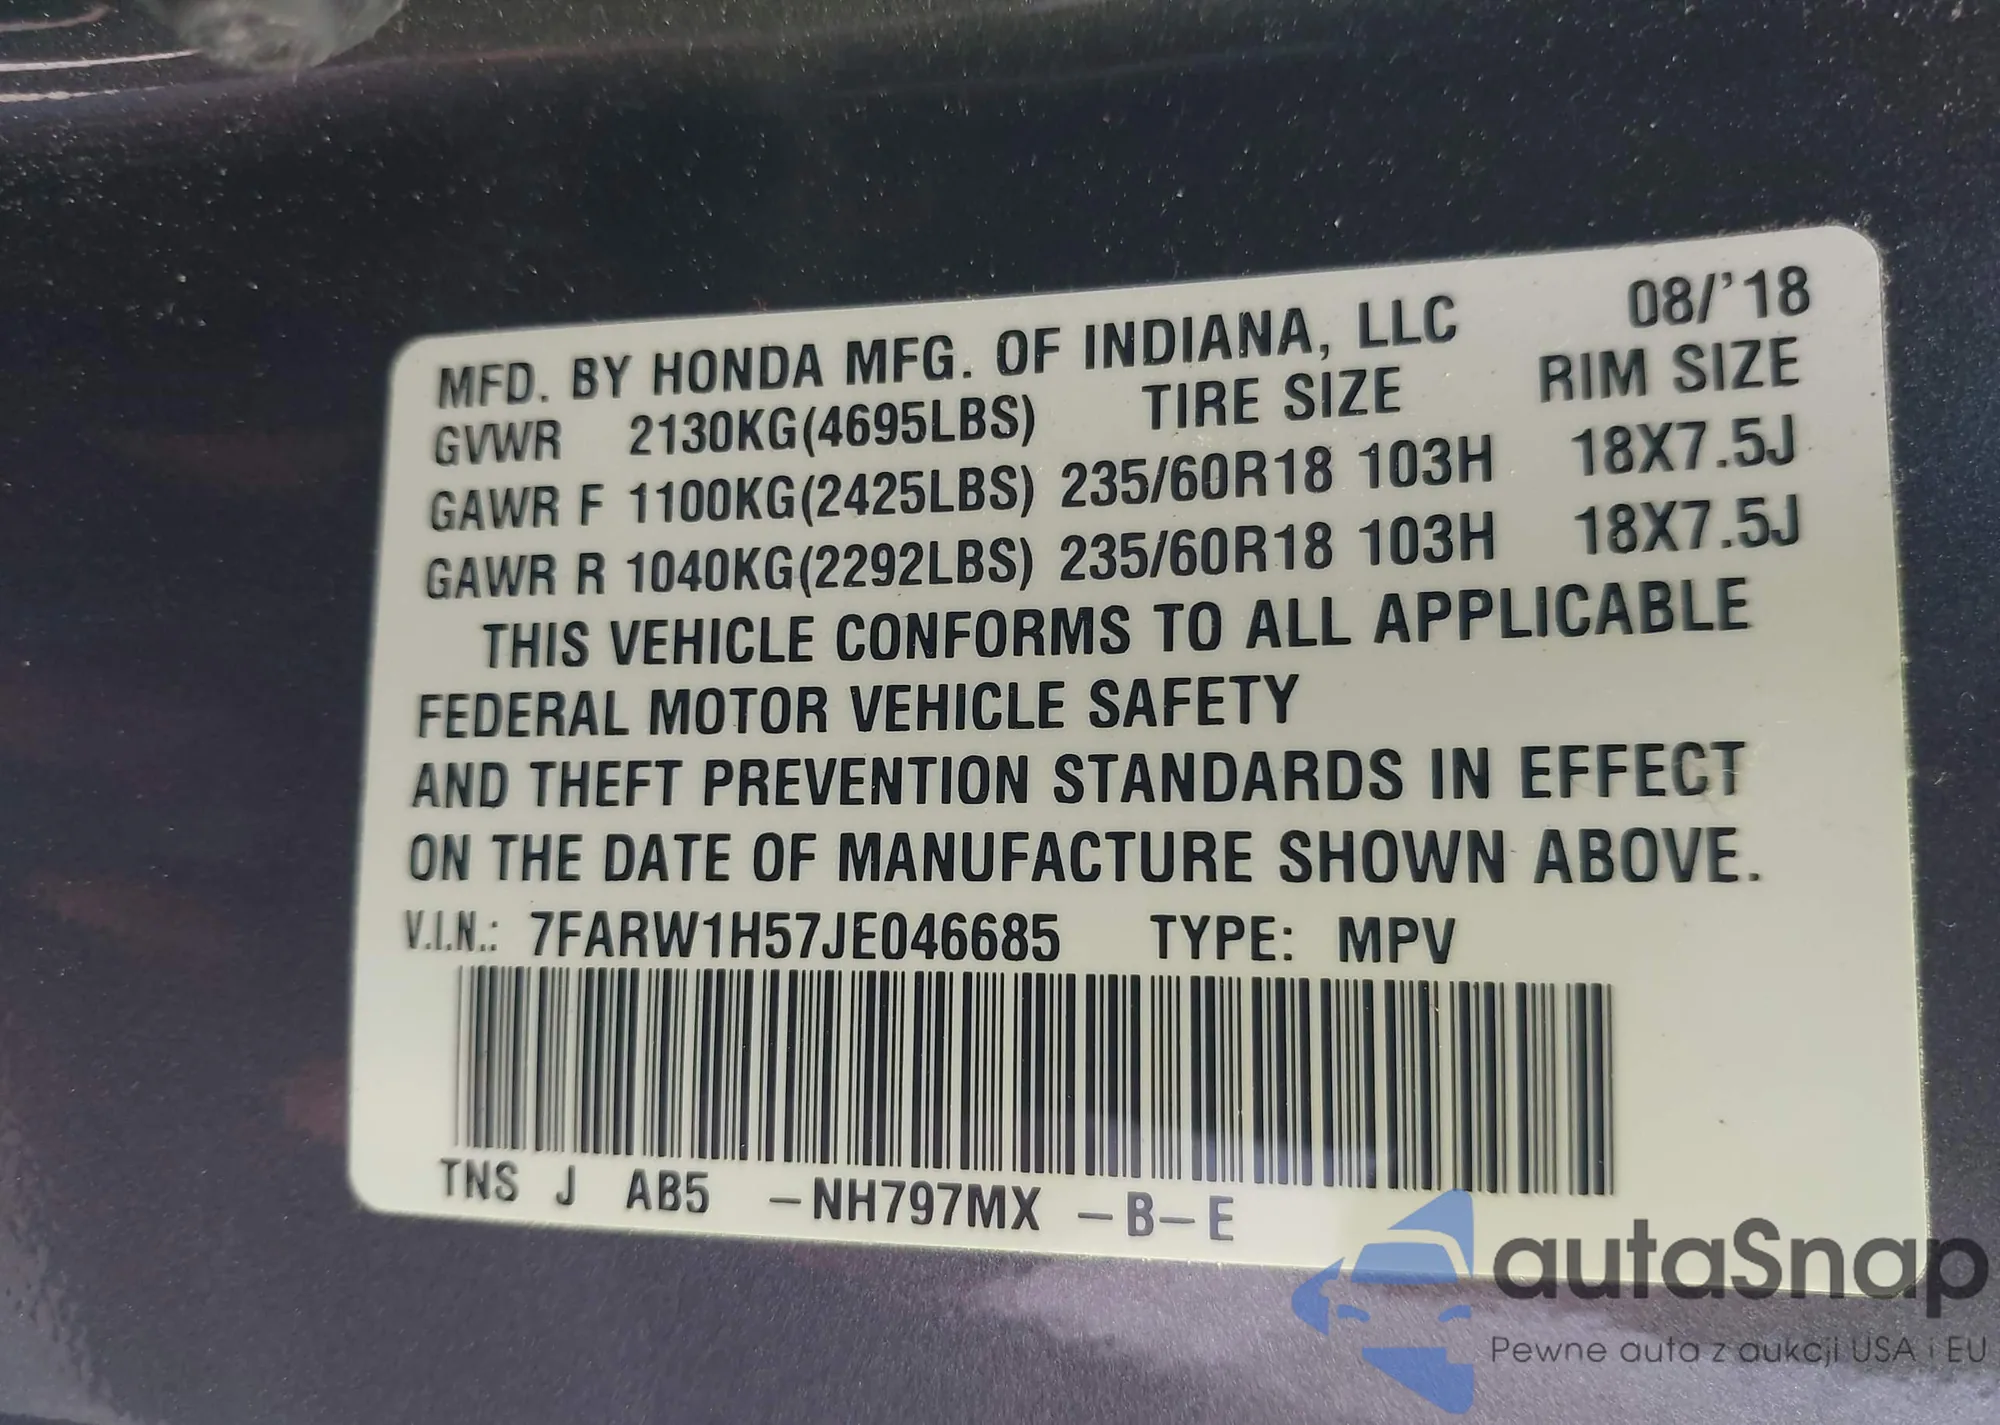 MFD. BY HONDA MFG. OF INDIANA, LLC 08/'18
GVWR 2130KG(4695LBS) TIRE SIZE RIM SIZE
GAWR F 1100KG(2425LBS) 235/60R18 103H 18X7.5J
GAWR R 1040KG(2292LBS) 235/60R18 103H 18X7.5J
THIS VEHICLE CONFORMS TO ALL APPLICABLE
FEDERAL MOTOR VEHICLE SAFETY
AND THEFT PREVENTION STANDARDS IN EFFECT
ON THE DATE OF MANUFACTURE SHOWN ABOVE.
V.I.N.: 7FARW1H57JE046685 TYPE: MPV
TNS J AB5 –NH797MX –B–E
autaSnap
Pewne auta z aukcji USA i EU